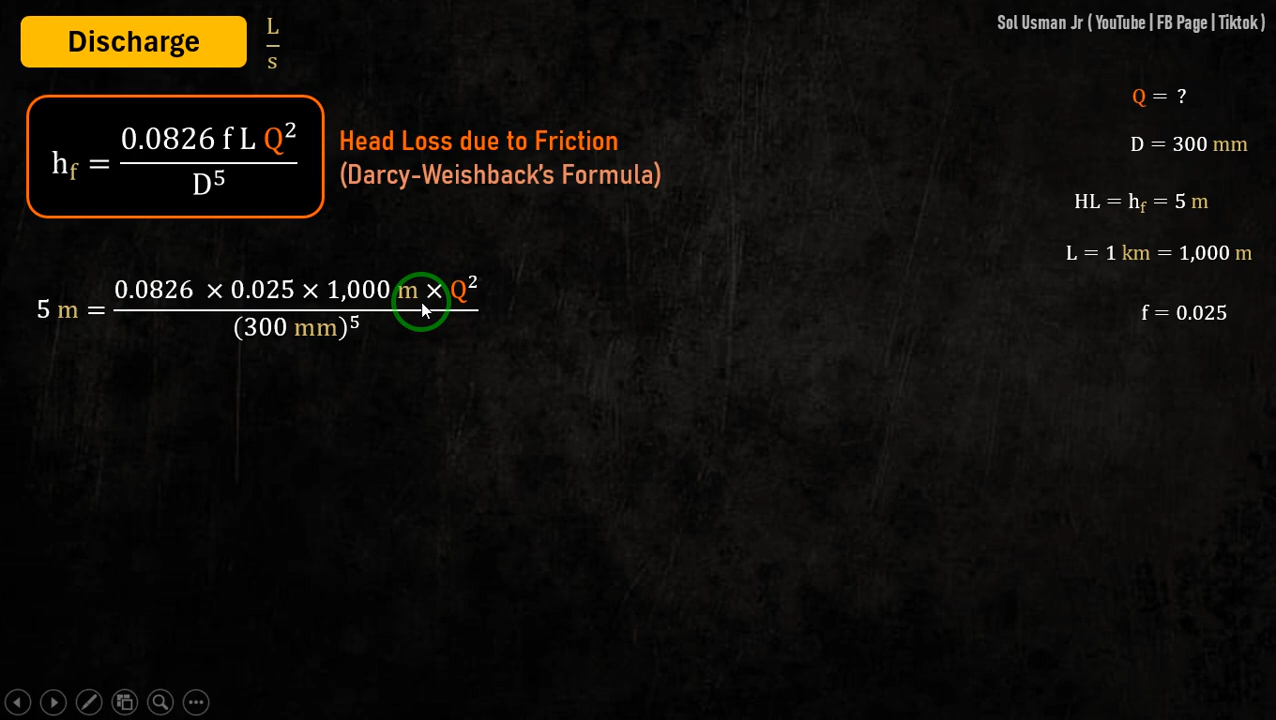 Sol Usman Jr ( YouTube | FB Page | Tiktok )
Discharge L/s
h_f = 0.0826 f L Q² / D⁵
Head Loss due to Friction
(Darcy-Weishback's Formula)
5 m = 0.0826 × 0.025 × 1,000 m × Q² / (300 mm)⁵
Q = ?
D = 300 mm
HL = h_f = 5 m
L = 1 km = 1,000 m
f = 0.025